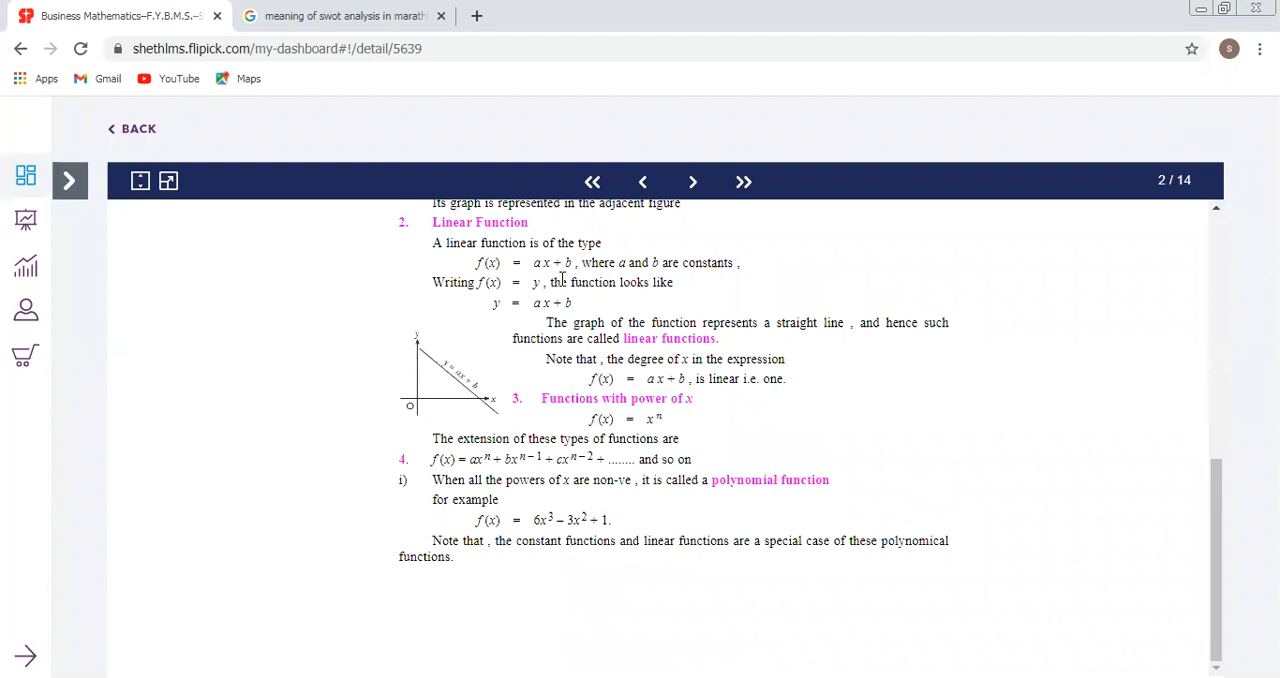 Business Mathematics–F.Y.B.M.S.–S
meaning of swot analysis in marath
shethlms.flipick.com/my-dashboard#!/detail/5639
S
Apps
Gmail
YouTube
Maps
BACK
2 / 14
Its graph is represented in the adjacent figure
2. Linear Function
A linear function is of the type
f(x) = ax + b , where a and b are constants ,
Writing f(x) = y , the function looks like
y = ax + b
The graph of the function represents a straight line , and hence such
functions are called linear functions.
Note that , the degree of x in the expression
f(x) = ax + b , is linear i.e. one.
y
y = ax + b
x
O
3. Functions with power of x
f(x) = xⁿ
The extension of these types of functions are
4. f(x) = axⁿ + bxⁿ⁻¹ + cxⁿ⁻² + ........ and so on
i) When all the powers of x are non-ve , it is called a polynomial function
for example
f(x) = 6x³ – 3x² + 1.
Note that , the constant functions and linear functions are a special case of these polynomical
functions.